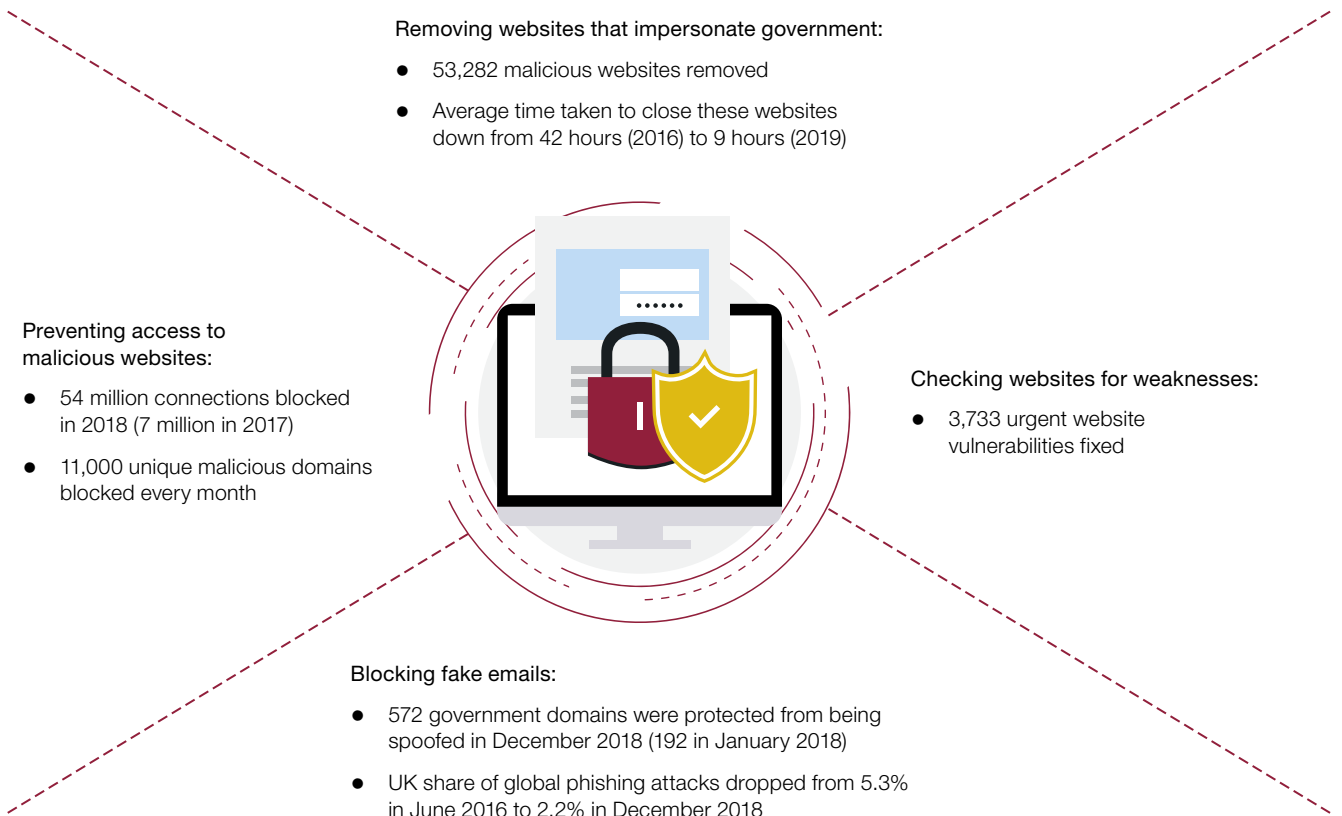 Removing websites that impersonate government:
● 53,282 malicious websites removed
● Average time taken to close these websites
down from 42 hours (2016) to 9 hours (2019)
Preventing access to
malicious websites:
● 54 million connections blocked
in 2018 (7 million in 2017)
● 11,000 unique malicious domains
blocked every month
Checking websites for weaknesses:
● 3,733 urgent website
vulnerabilities fixed
Blocking fake emails:
● 572 government domains were protected from being
spoofed in December 2018 (192 in January 2018)
● UK share of global phishing attacks dropped from 5.3%
in June 2016 to 2.2% in December 2018